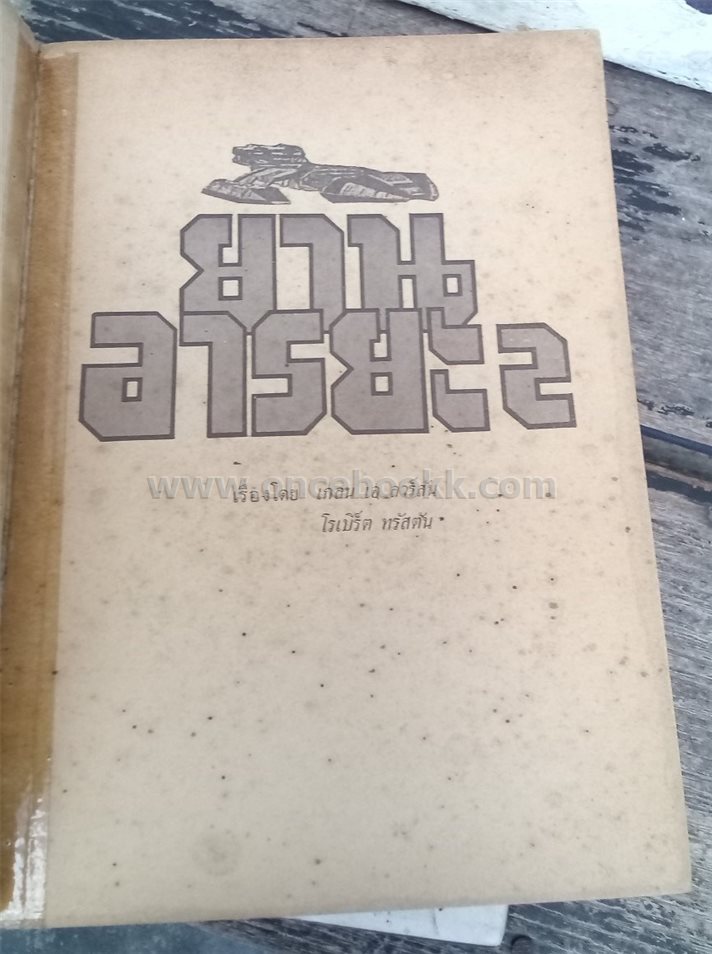 ยาน
อารยะ 2
www.oncebookk.com
เรื่องโดย เกลน เอ ลาร์สัน
โรเบิร์ต ทรัสตัน